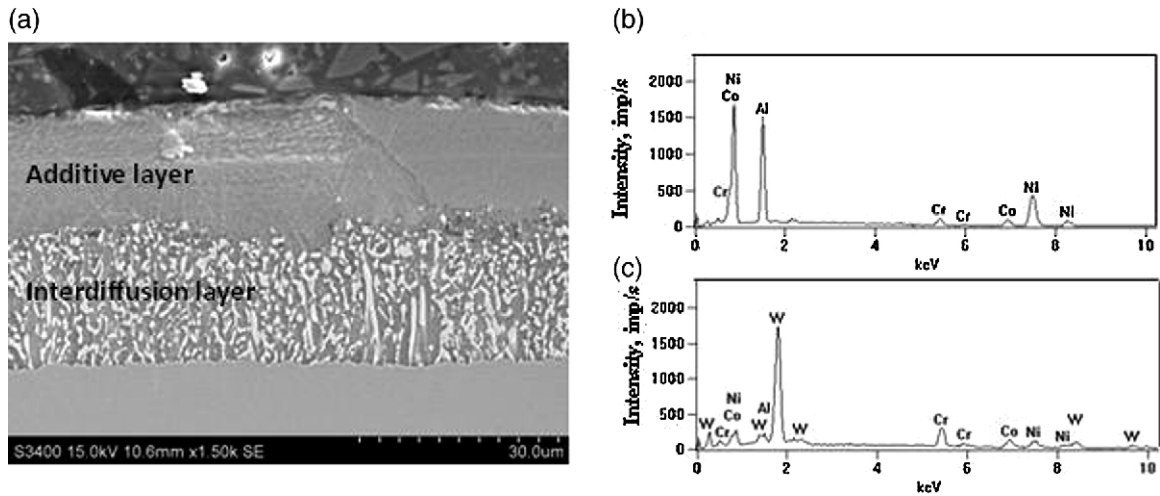 (a)
Additive layer
Interdiffusion layer
S3400 15.0kV 10.6mm x1.50k SE 30.0um
(b)
Intensity, imp/s
2000
1500
1000
500
0
Ni
Co
Al
Cr
Cr
Cr
Co
Ni
Ni
0 2 4 6 8 10
keV
(c)
Intensity, imp/s
2000
1500
1000
500
0
W
Ni
Co
Al
W
Cr
W
W
Cr
Cr
Co
Ni
Ni
W
W
0 2 4 6 8 10
keV